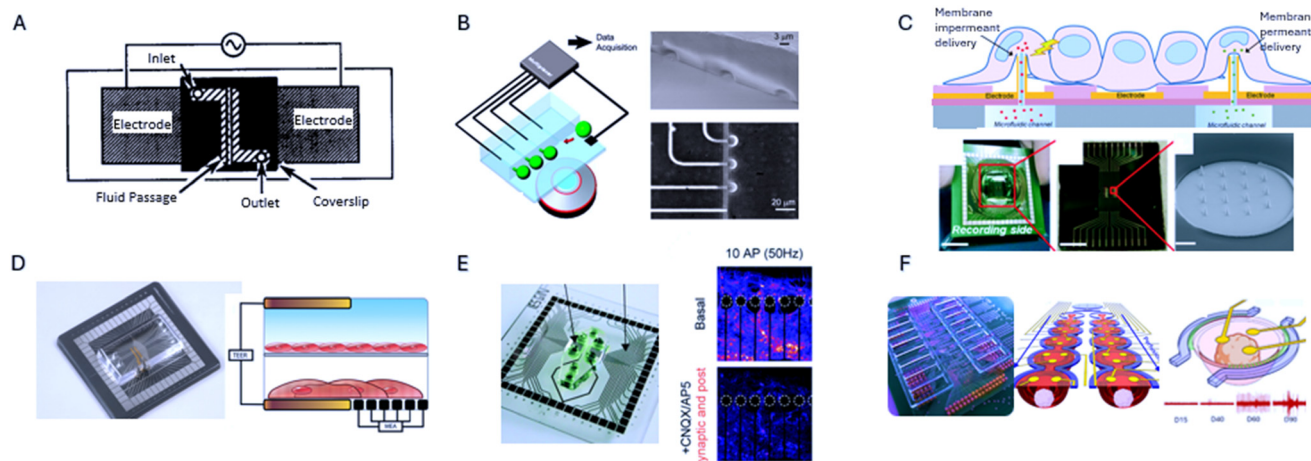 A
Inlet
Electrode
Electrode
Fluid Passage
Outlet
Coverslip
B
Data
Acquisition
3 μm
20 μm
C
Membrane
impermeant
delivery
Membran
permeant
delivery
Electrode
Electrode
Microfluidic channel
Microfluidic channel
Recording side
D
TEER
MEA
E
10 AP (50Hz)
Basal
+CNQX/AP5
ynaptic and post
F
D15
D40
D60
D90